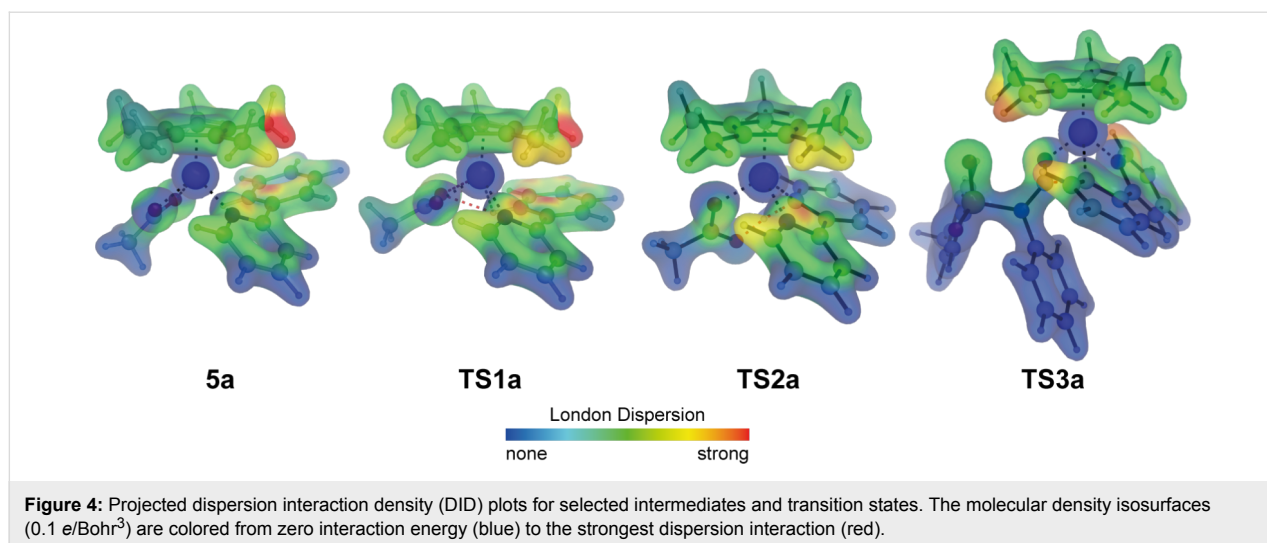 5a TS1a TS2a TS3a
London Dispersion
none strong
Figure 4: Projected dispersion interaction density (DID) plots for selected intermediates and transition states. The molecular density isosurfaces
(0.1 e/Bohr³) are colored from zero interaction energy (blue) to the strongest dispersion interaction (red).